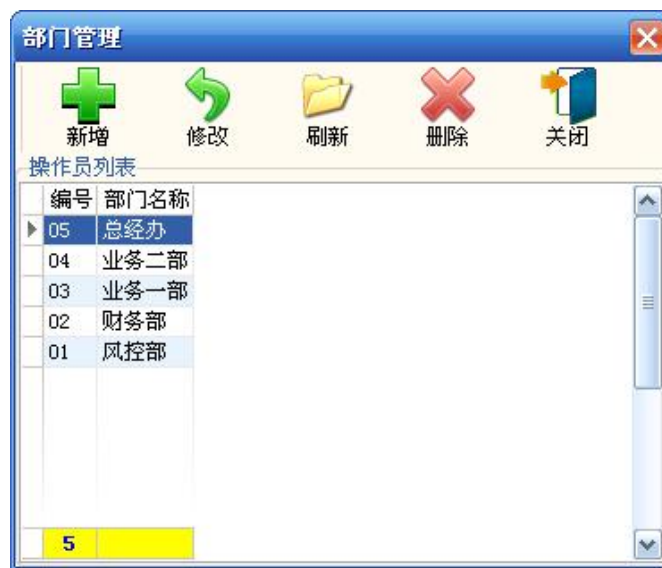 部门管理
新增 修改 刷新 删除 关闭
操作员列表
编号 部门名称
05 总经办
04 业务二部
03 业务一部
02 财务部
01 风控部
5